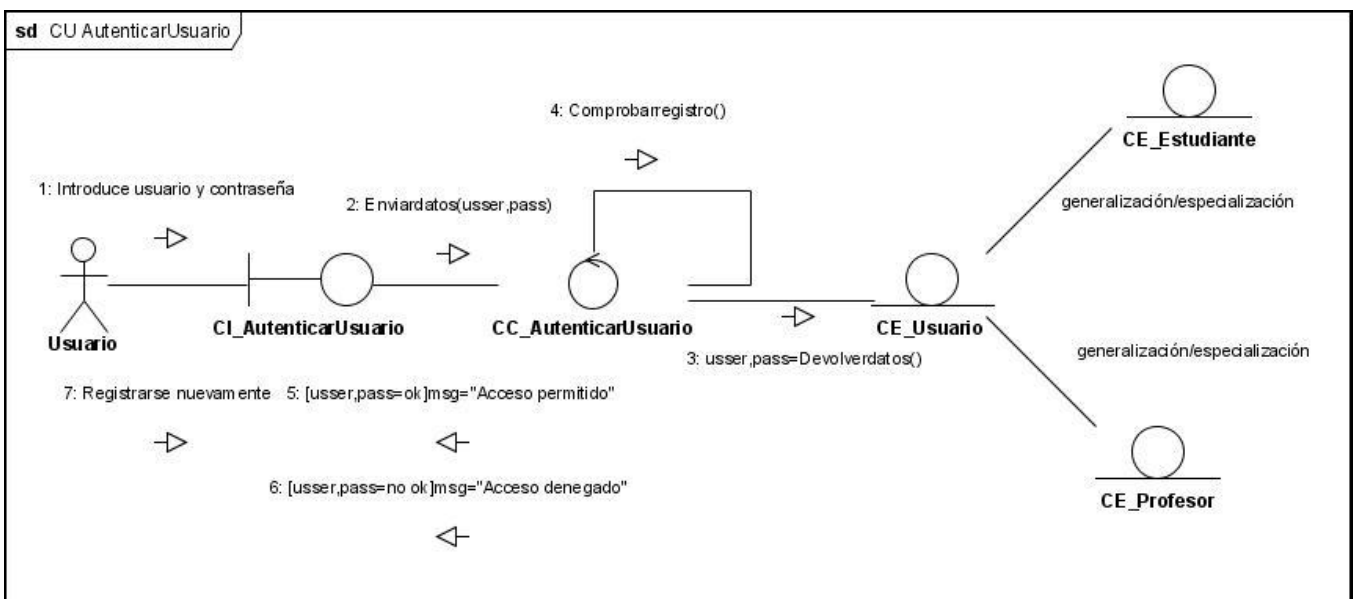 sd CU AutenticarUsuario
4: Comprobarregistro()
CE_Estudiante
1: Introduce usuario y contraseña
2: Enviardatos(usser,pass)
generalización/especialización
Usuario
CI_AutenticarUsuario
CC_AutenticarUsuario
CE_Usuario
3: usser,pass=Devolverdatos()
generalización/especialización
7: Registrarse nuevamente
5: [usser,pass=ok]msg="Acceso permitido"
6: [usser,pass=no ok]msg="Acceso denegado"
CE_Profesor